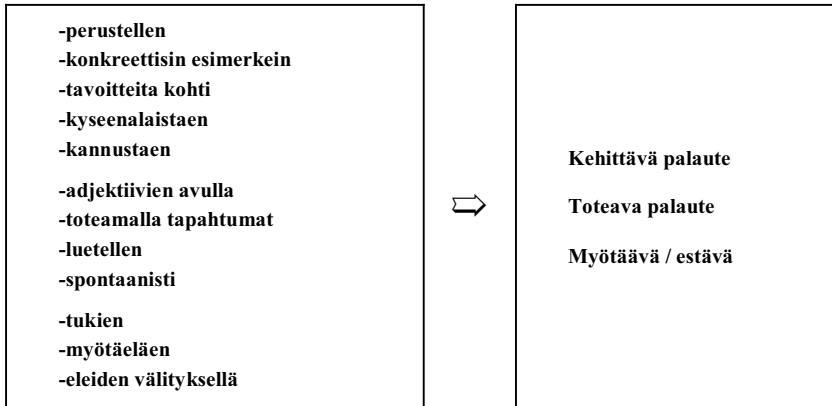 -perustellen
-konkreettisin esimerkein
-tavoitteita kohti
-kyseenalaistaen
-kannustaen
-adjektiivien avulla
-toteamalla tapahtumat
-luetellen
-spontaanisti
-tukien
-myötäeläen
-eleiden välityksellä
Kehittävä palaute
Toteava palaute
Myötäävä / estävä